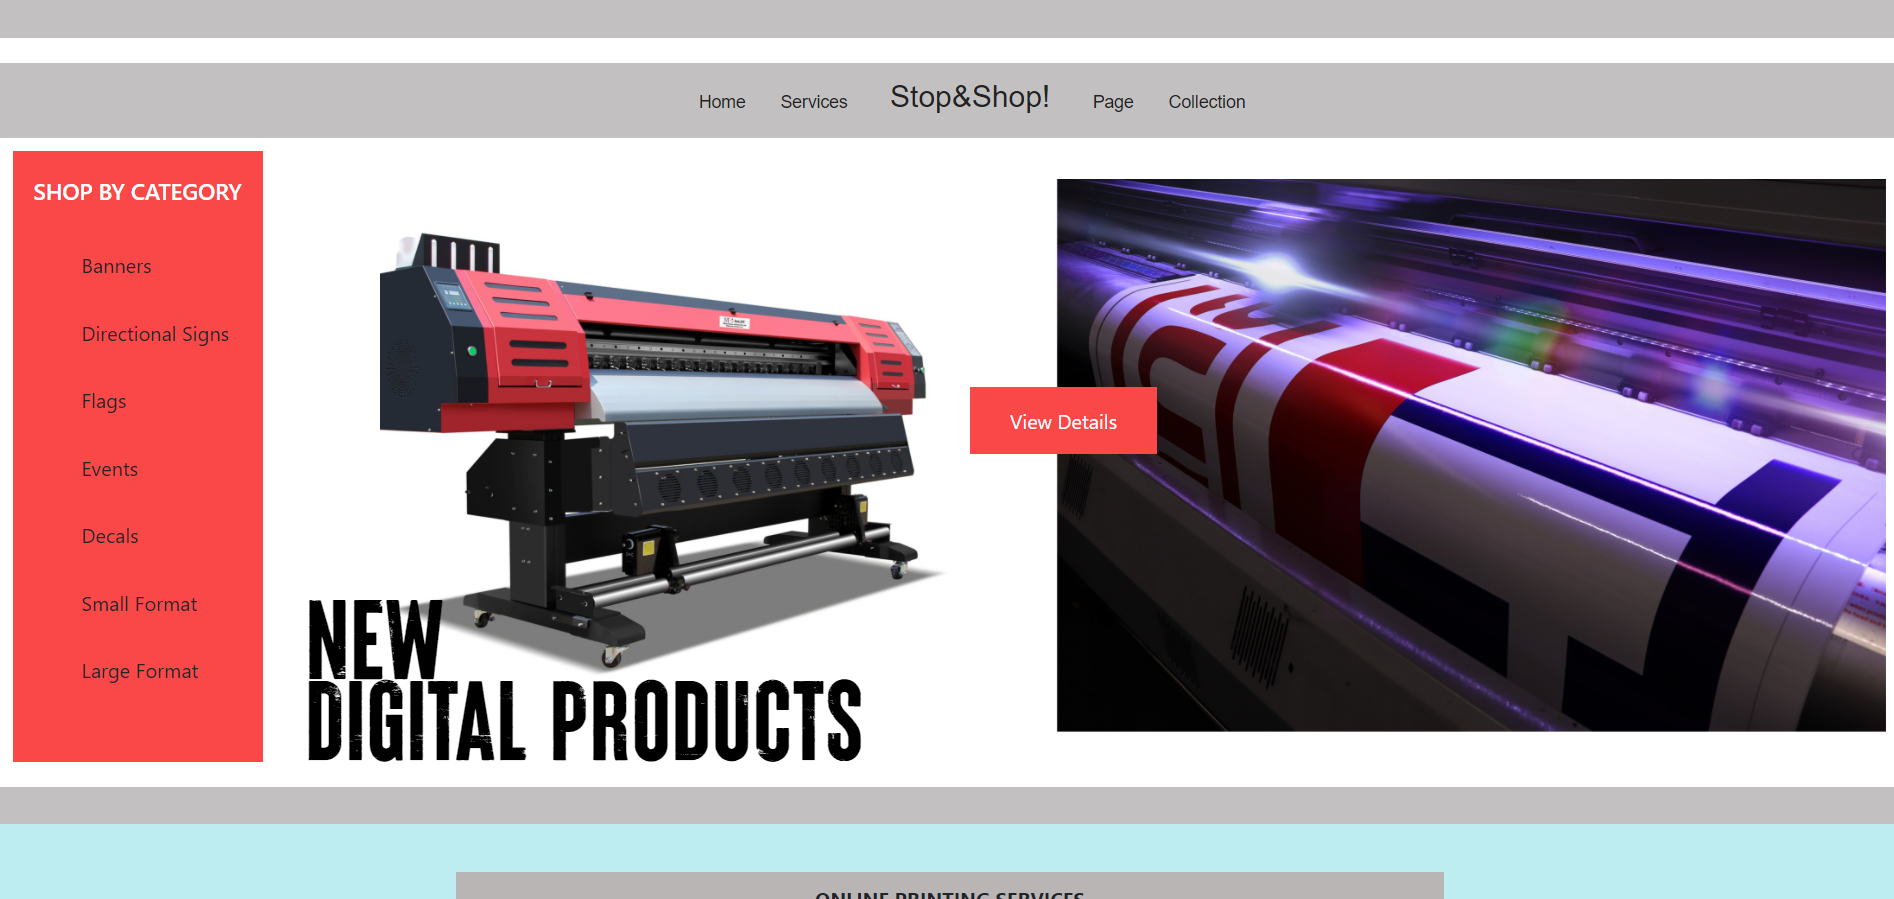 Home Services Stop&Shop! Page Collection
SHOP BY CATEGORY
Banners
Directional Signs
Flags
Events
Decals
Small Format
Large Format
NEW
DIGITAL PRODUCTS
View Details
ONLINE PRINTING SERVICES